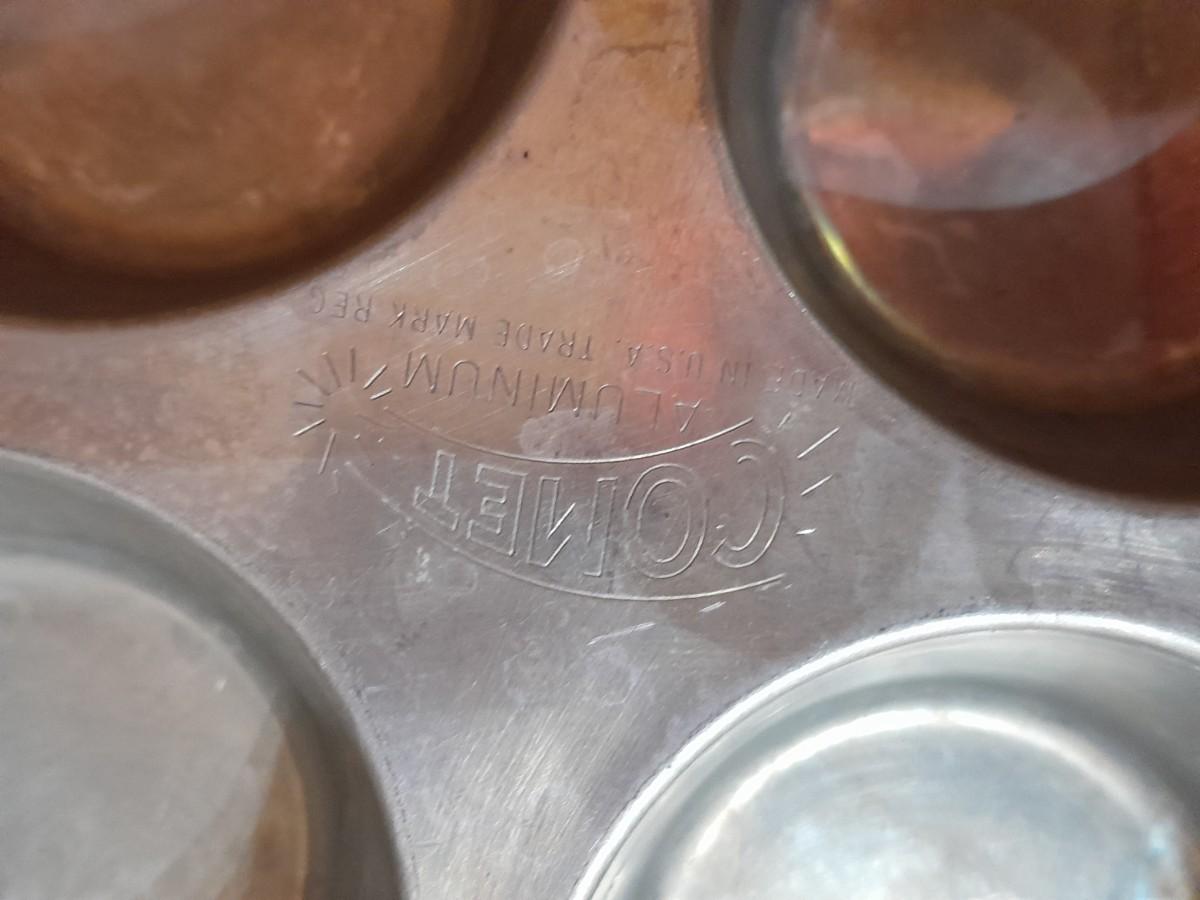 COMET
ALUMINUM
MADE IN U.S.A. TRADE MARK REG